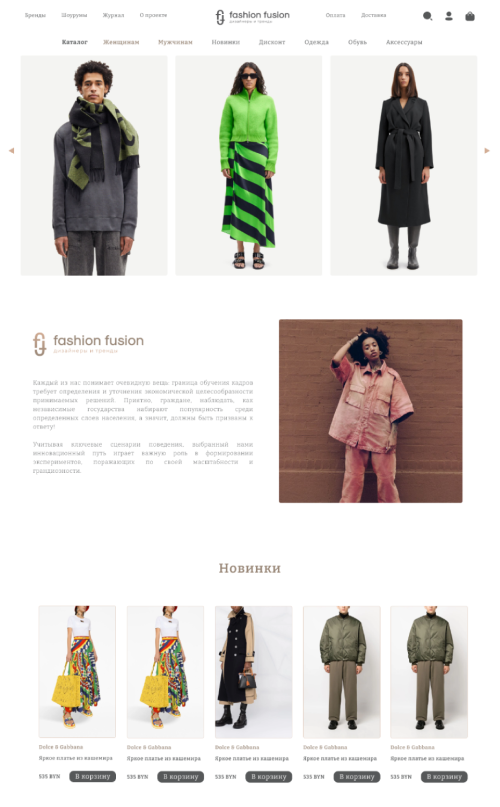 Бренды Шоурумы Журнал О проекте
fashion fusion
дизайнеры и тренды
Оплата Доставка
Каталог Женщинам Мужчинам Новинки Дисконт Одежда Обувь Аксессуары
fashion fusion
дизайнеры и тренды
Каждый из нас понимает очевидную вещь: граница обучения кадров
требует определения и уточнения экономической целесообразности
принимаемых решений. Приятно, граждане, наблюдать, как
независимые государства набирают популярность среди
определенных слоев населения, а значит, должны быть призваны к
ответу!
Учитывая ключевые сценарии поведения, выбранный нами
инновационный путь играет важную роль в формировании
экспериментов, поражающих по своей масштабности и
грандиозности.
Новинки
Dolce & Gabbana Dolce & Gabbana Dolce & Gabbana Dolce & Gabbana Dolce & Gabbana
Яркое платье из кашемира Яркое платье из кашемира Яркое платье из кашемира Яркое платье из кашемира Яркое платье из кашемира
535 BYN В корзину 535 BYN В корзину 535 BYN В корзину 535 BYN В корзину 535 BYN В корзину